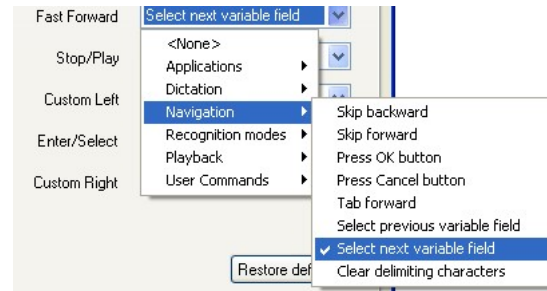 Fast Forward
Select next variable field
Stop/Play
Custom Left
Enter/Select
Custom Right
<None>
Applications
Dictation
Navigation
Recognition modes
Playback
User Commands
Skip backward
Skip forward
Press OK button
Press Cancel button
Tab forward
Select previous variable field
Select next variable field
Clear delimiting characters
Restore def